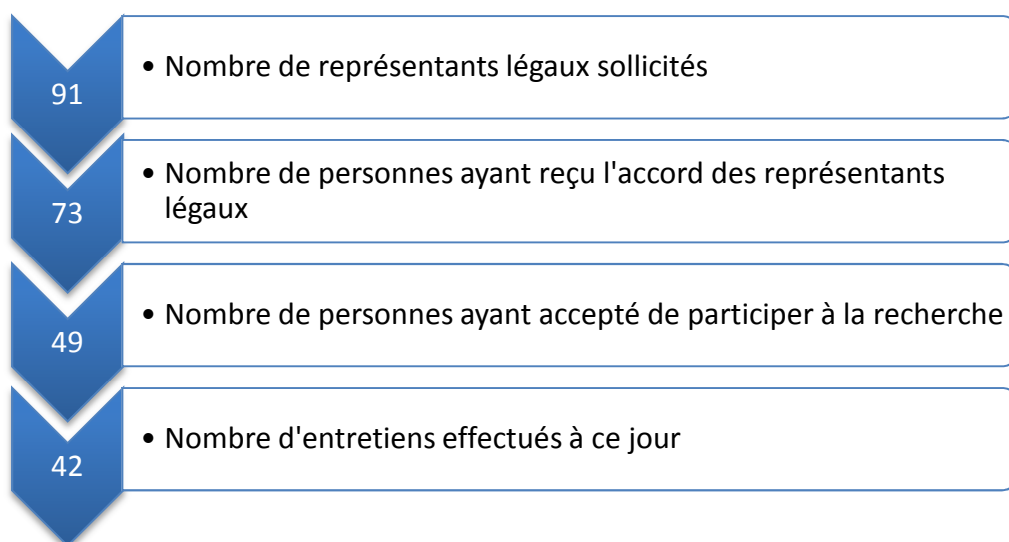 91
• Nombre de représentants légaux sollicités
73
• Nombre de personnes ayant reçu l'accord des représentants
légaux
49
• Nombre de personnes ayant accepté de participer à la recherche
42
• Nombre d'entretiens effectués à ce jour